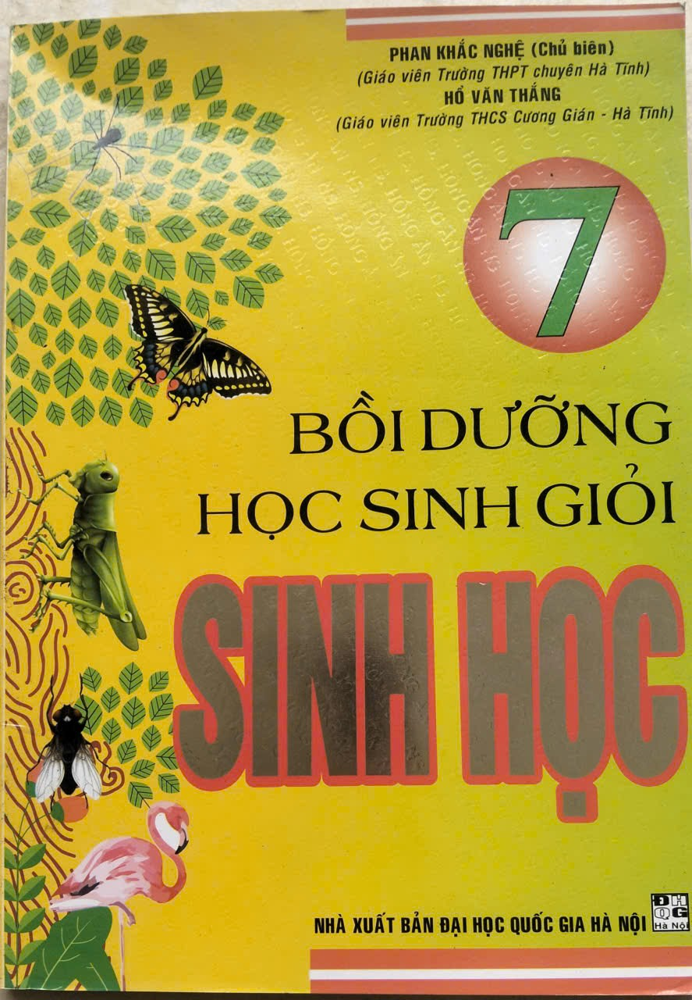 PHAN KHẮC NGHỆ (Chủ biên)
(Giáo viên Trường THPT chuyên Hà Tĩnh)
HỒ VĂN THẮNG
(Giáo viên Trường THCS Cương Gián - Hà Tĩnh)
7
BỒI DƯỠNG
HỌC SINH GIỎI
SINH HỌC
NHÀ XUẤT BẢN ĐẠI HỌC QUỐC GIA HÀ NỘI
ĐH
QG
Hà Nội